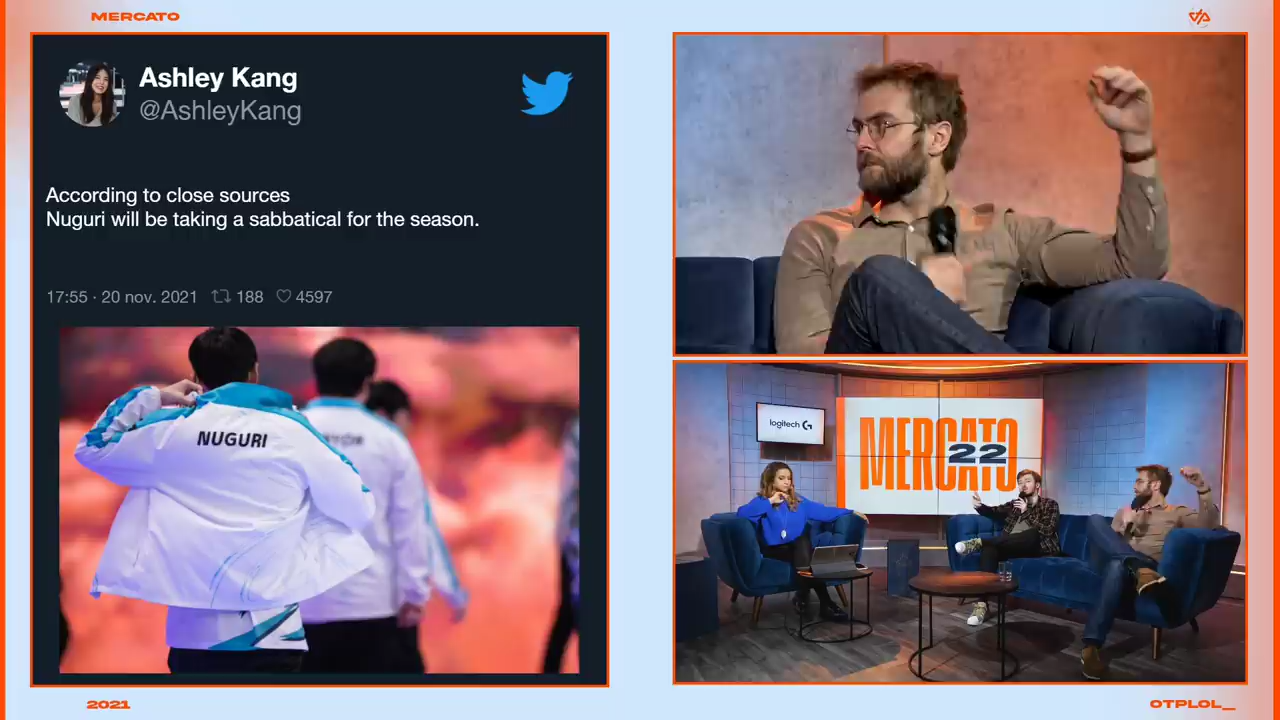 MERCATO
Ashley Kang
@AshleyKang
According to close sources
Nuguri will be taking a sabbatical for the season.
17:55 · 20 nov. 2021 188 4597
NUGURI
logitech G
MERCATO
22
2021
OTPLOL_